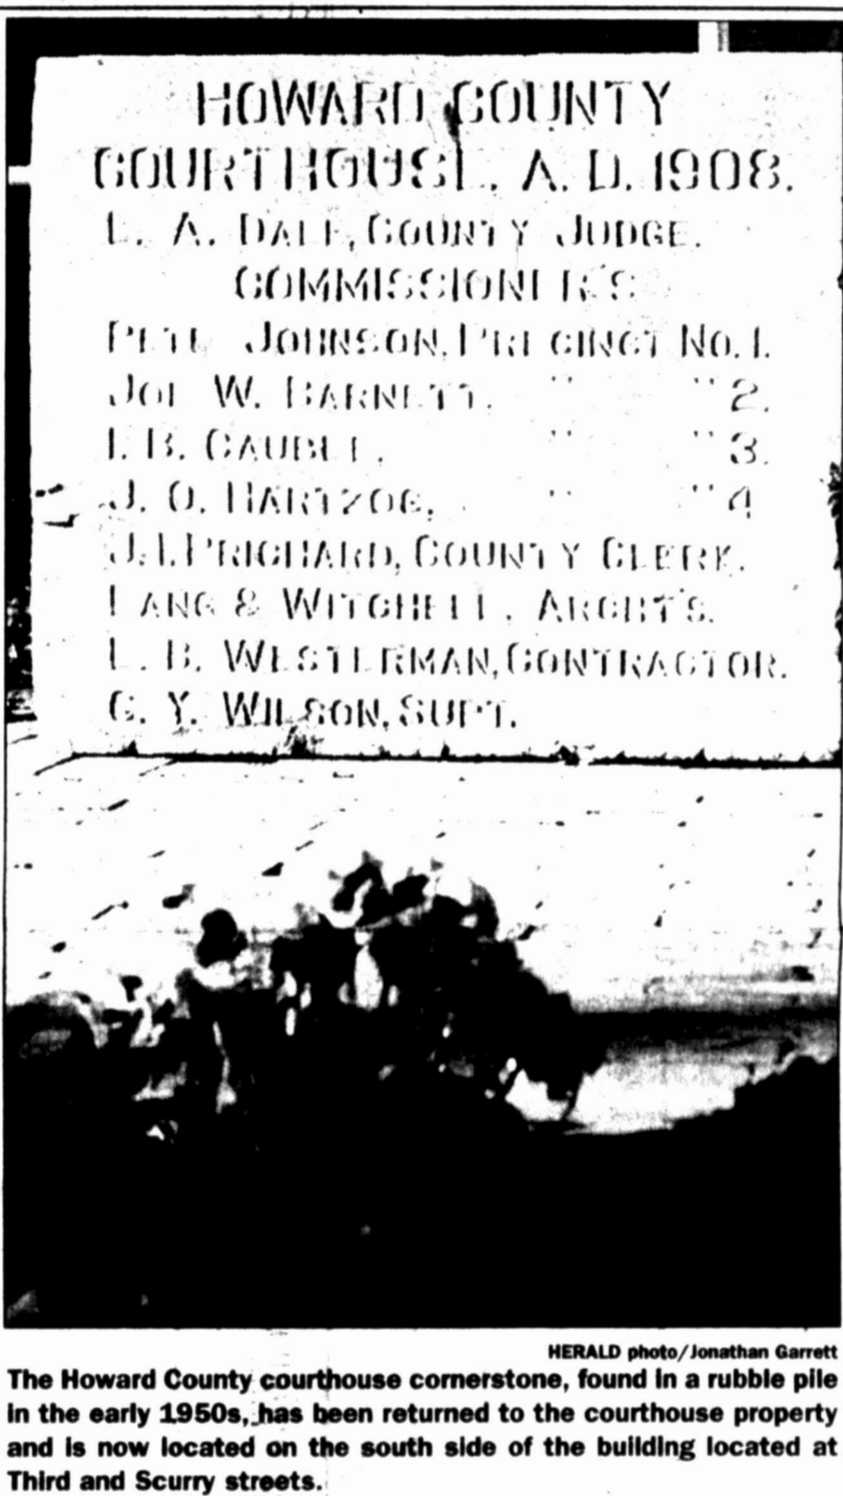 HOWARD COUNTY
COURTHOUSE. A. D. 1908.
L. A. DALE, COUNTY JUDGE.
COMMISSIONER'S
PETE JOHNSON, PRECINCT NO. 1.
JOE W. BARNETT. " " 2.
I. B. CAUBLE, " " 3.
J. O. HARTZOG, " " 4
J. I. PRICHARD, COUNTY CLERK.
LANG & WITCHELL, ARCHT'S.
L. B. WESTERMAN, CONTRACTOR.
G. Y. WILSON, SUPT.
HERALD photo/Jonathan Garrett
The Howard County courthouse cornerstone, found in a rubble pile
in the early 1950s, has been returned to the courthouse property
and is now located on the south side of the building located at
Third and Scurry streets.